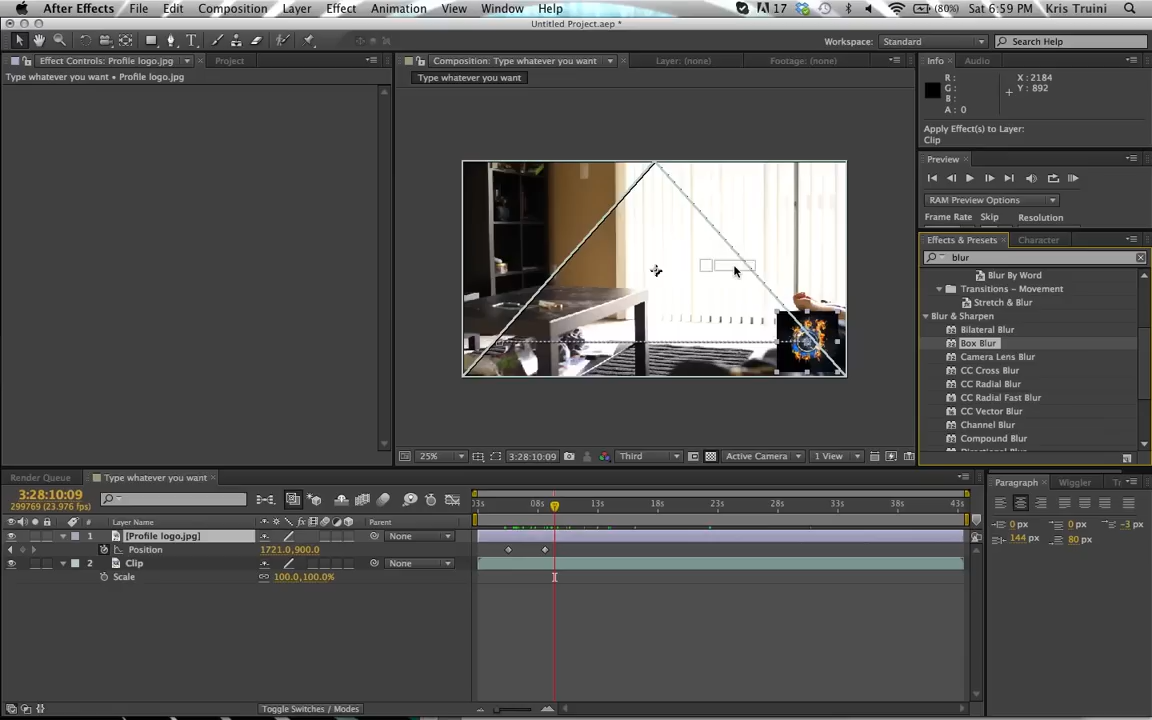 After Effects File Edit Composition Layer Effect Animation View Window Help 17 (80%) Sat 6:59 PM Kris Truini
Untitled Project.aep *
Workspace: Standard Search Help
Effect Controls: Profile logo.jpg Project Composition: Type whatever you want Layer: (none) Footage: (none) Info Audio
Type whatever you want • Profile logo.jpg Type whatever you want
R : X : 2184
G : Y : 892
B :
A : 0
Apply Effect(s) to Layer:
Clip
Preview
RAM Preview Options
Frame Rate Skip Resolution
Effects & Presets Character
blur
Blur By Word
Transitions – Movement
Stretch & Blur
Blur & Sharpen
Bilateral Blur
Box Blur
Camera Lens Blur
CC Cross Blur
CC Radial Blur
CC Radial Fast Blur
CC Vector Blur
Channel Blur
Compound Blur
25% 3:28:10:09 Third Active Camera 1 View
Render Queue Type whatever you want Paragraph Wiggler
3:28:10:09
299769 (23.976 fps)
08s 13s 18s 23s 28s 33s 38s 43s
# Layer Name Parent
1 [Profile logo.jpg] None
Position 1721.0,900.0
2 Clip None
Scale 100.0,100.0%
0 px 0 px -3 px
144 px 80 px
Toggle Switches / Modes